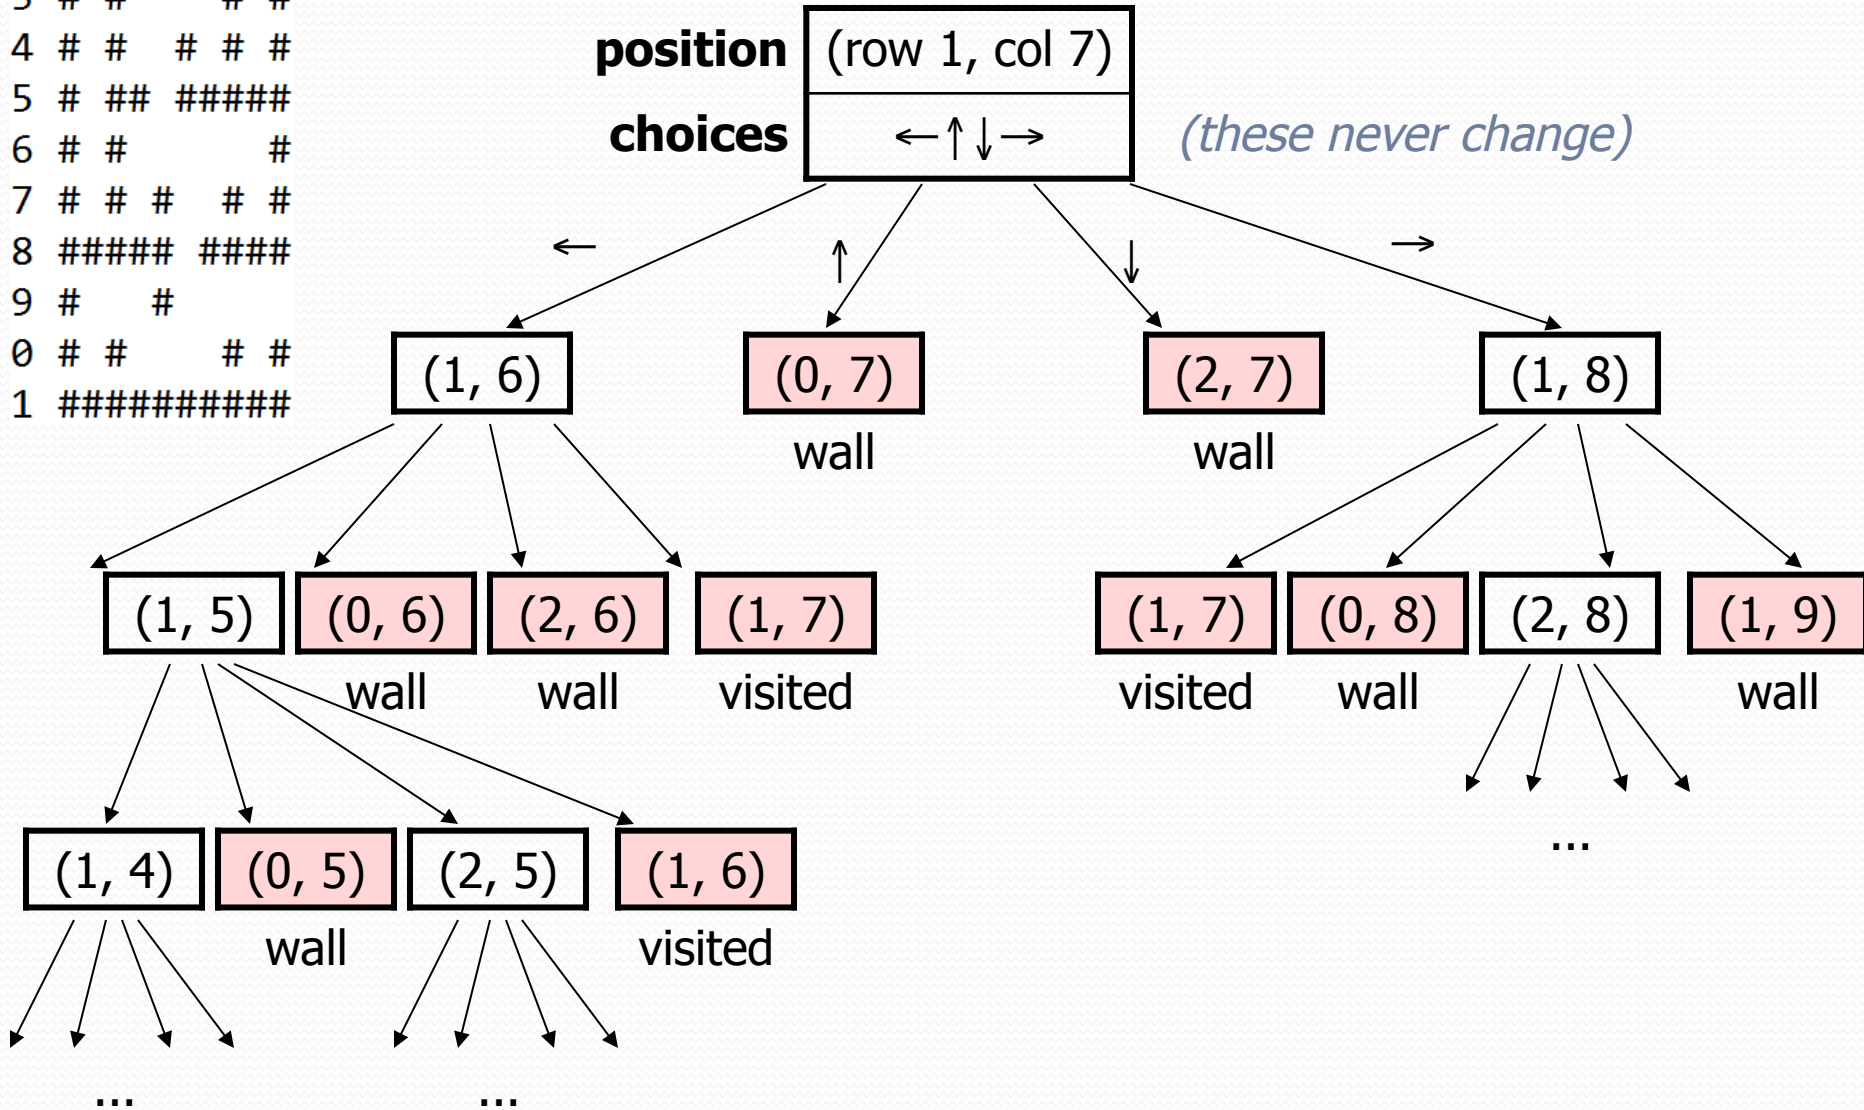 3 # #    # #
4 # #  # # #
5 # ## #####
6 # #      #
7 # # #  # #
8 ##### ####
9 #   #
0 # #    # #
1 ##########
position (row 1, col 7)
choices ←↑↓→ (these never change)
← ↑ ↓ →
(1, 6) (0, 7) (2, 7) (1, 8)
wall wall
(1, 5) (0, 6) (2, 6) (1, 7) (1, 7) (0, 8) (2, 8) (1, 9)
wall wall visited visited wall wall
...
(1, 4) (0, 5) (2, 5) (1, 6)
wall visited
... ...